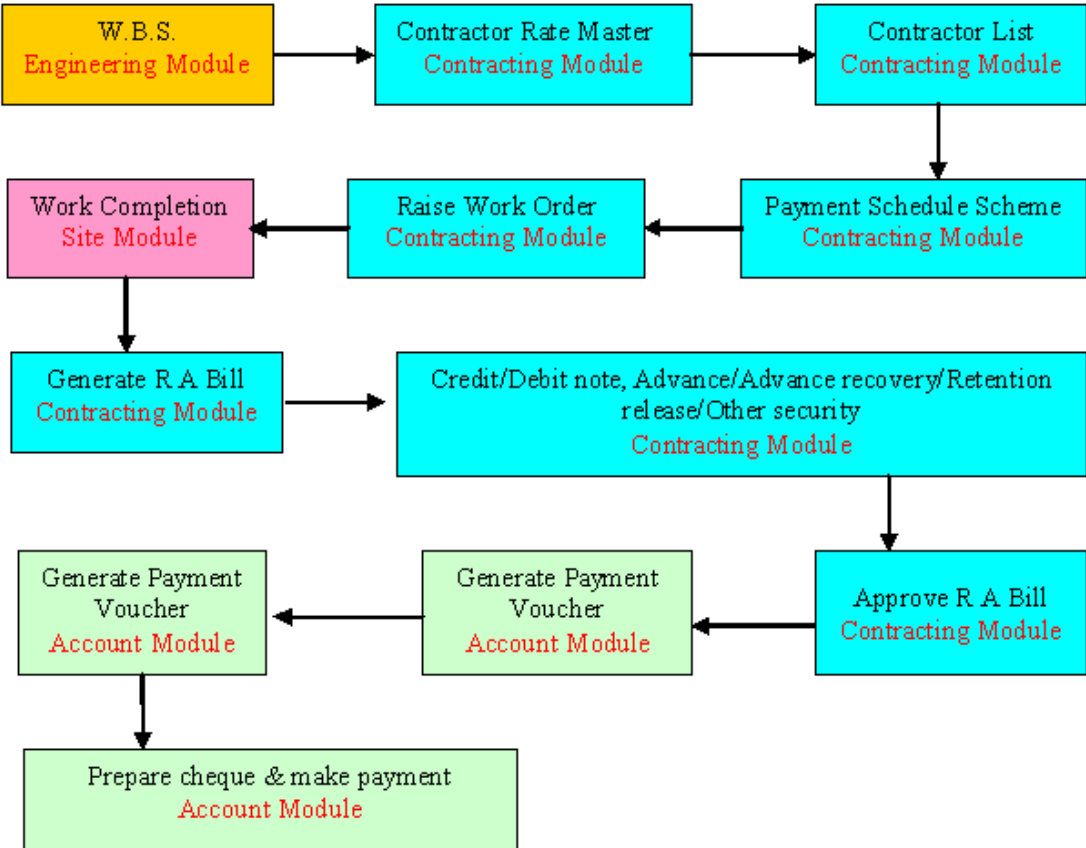 W.B.S.
Engineering Module
Contractor Rate Master
Contracting Module
Contractor List
Contracting Module
Payment Schedule Scheme
Contracting Module
Raise Work Order
Contracting Module
Work Completion
Site Module
Generate R A Bill
Contracting Module
Credit/Debit note, Advance/Advance recovery/Retention
release/Other security
Contracting Module
Approve R A Bill
Contracting Module
Generate Payment
Voucher
Account Module
Generate Payment
Voucher
Account Module
Prepare cheque & make payment
Account Module